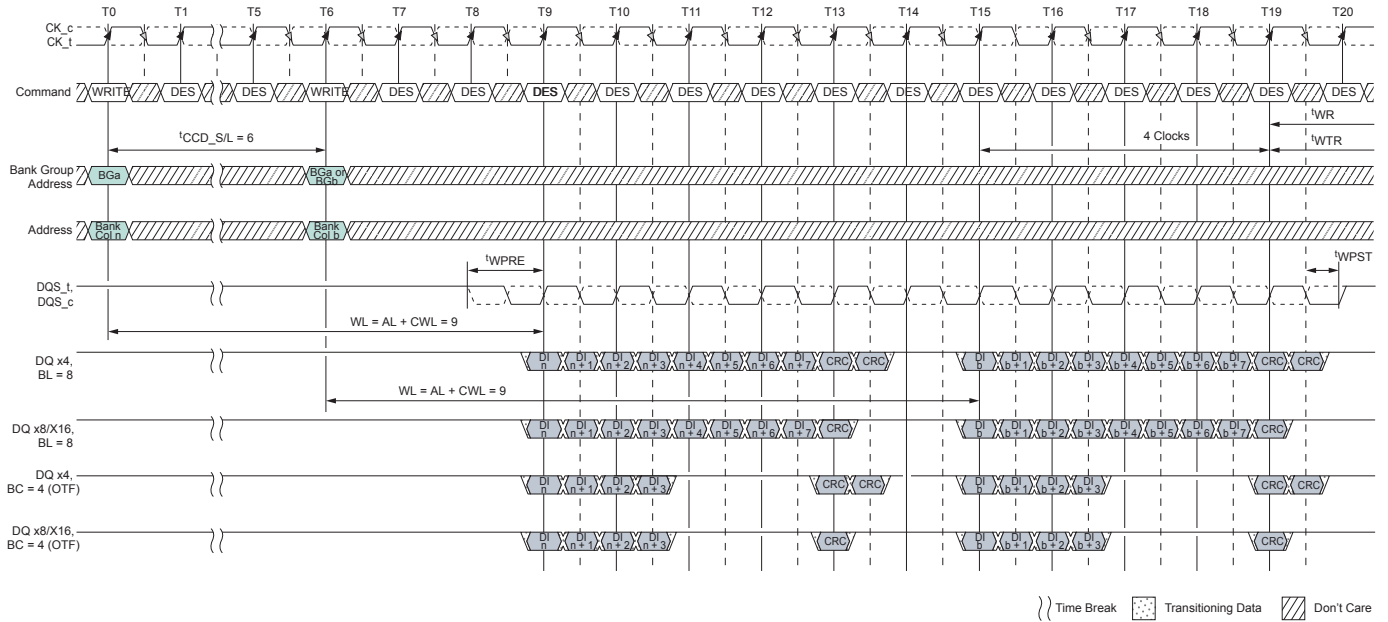 T0 T1 T5 T6 T7 T8 T9 T10 T11 T12 T13 T14 T15 T16 T17 T18 T19 T20
CK_c
CK_t
Command WRITE DES DES WRITE DES DES DES DES DES DES DES DES DES DES DES DES DES DES
tWR
tCCD_S/L = 6
4 Clocks
tWTR
Bank Group
Address
BGa
BGa or
BGb
Address
Bank
Col n
Bank
Col b
tWPRE
tWPST
DQS_t,
DQS_c
WL = AL + CWL = 9
DQ x4,
BL = 8
DI n DI n + 1 DI n + 2 DI n + 3 DI n + 4 DI n + 5 DI n + 6 DI n + 7 CRC CRC DI b DI b + 1 DI b + 2 DI b + 3 DI b + 4 DI b + 5 DI b + 6 DI b + 7 CRC CRC
WL = AL + CWL = 9
DQ x8/X16,
BL = 8
DI n DI n + 1 DI n + 2 DI n + 3 DI n + 4 DI n + 5 DI n + 6 DI n + 7 CRC DI b DI b + 1 DI b + 2 DI b + 3 DI b + 4 DI b + 5 DI b + 6 DI b + 7 CRC
DQ x4,
BC = 4 (OTF)
DI n DI n + 1 DI n + 2 DI n + 3 CRC CRC DI b DI b + 1 DI b + 2 DI b + 3 CRC CRC
DQ x8/X16,
BC = 4 (OTF)
DI n DI n + 1 DI n + 2 DI n + 3 CRC DI b DI b + 1 DI b + 2 DI b + 3 CRC
Time Break Transitioning Data Don't Care